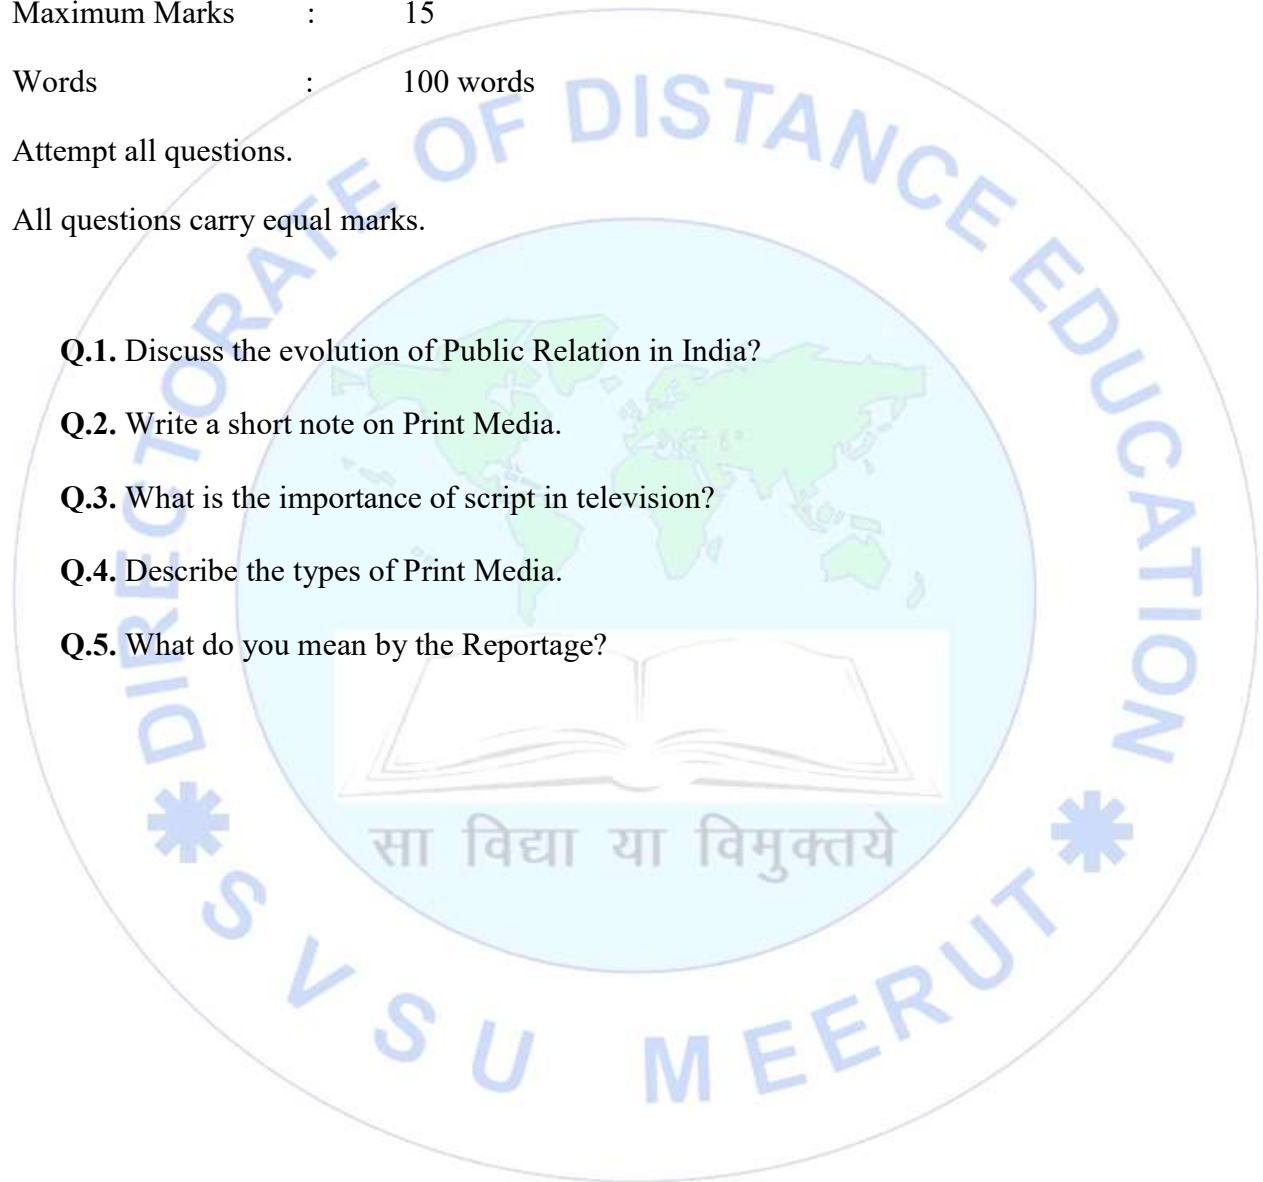 Maximum Marks : 15
Words : 100 words
Attempt all questions.
All questions carry equal marks.
Q.1. Discuss the evolution of Public Relation in India?
Q.2. Write a short note on Print Media.
Q.3. What is the importance of script in television?
Q.4. Describe the types of Print Media.
Q.5. What do you mean by the Reportage?
DIRECTORATE OF DISTANCE EDUCATION
सा विद्या या विमुक्तये
S V S U MEERUT